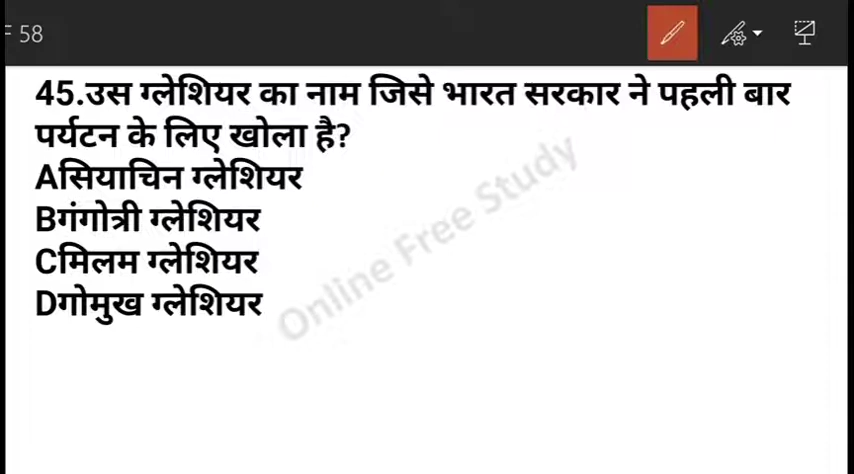 F 58
45.उस ग्लेशियर का नाम जिसे भारत सरकार ने पहली बार
पर्यटन के लिए खोला है?
Aसियाचिन ग्लेशियर
Bगंगोत्री ग्लेशियर
Cमिलम ग्लेशियर
Dगोमुख ग्लेशियर
Online Free Study